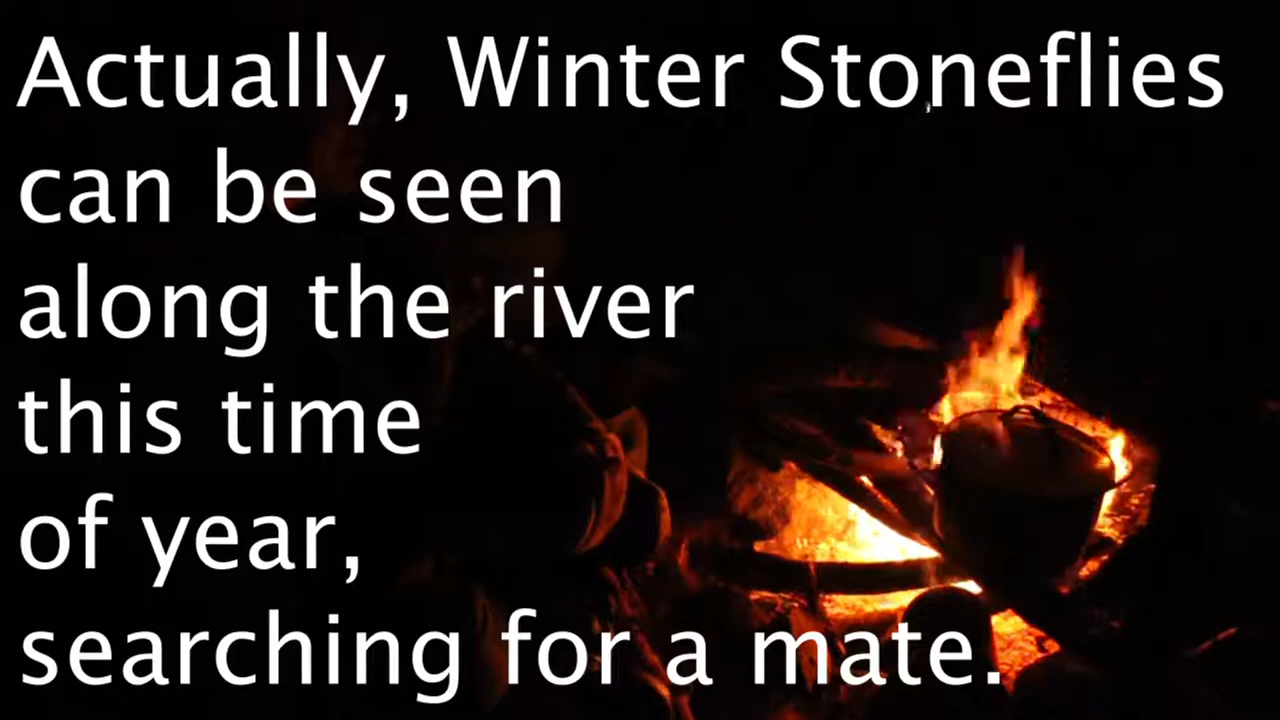 Actually, Winter Stoneflies
can be seen
along the river
this time
of year,
searching for a mate.